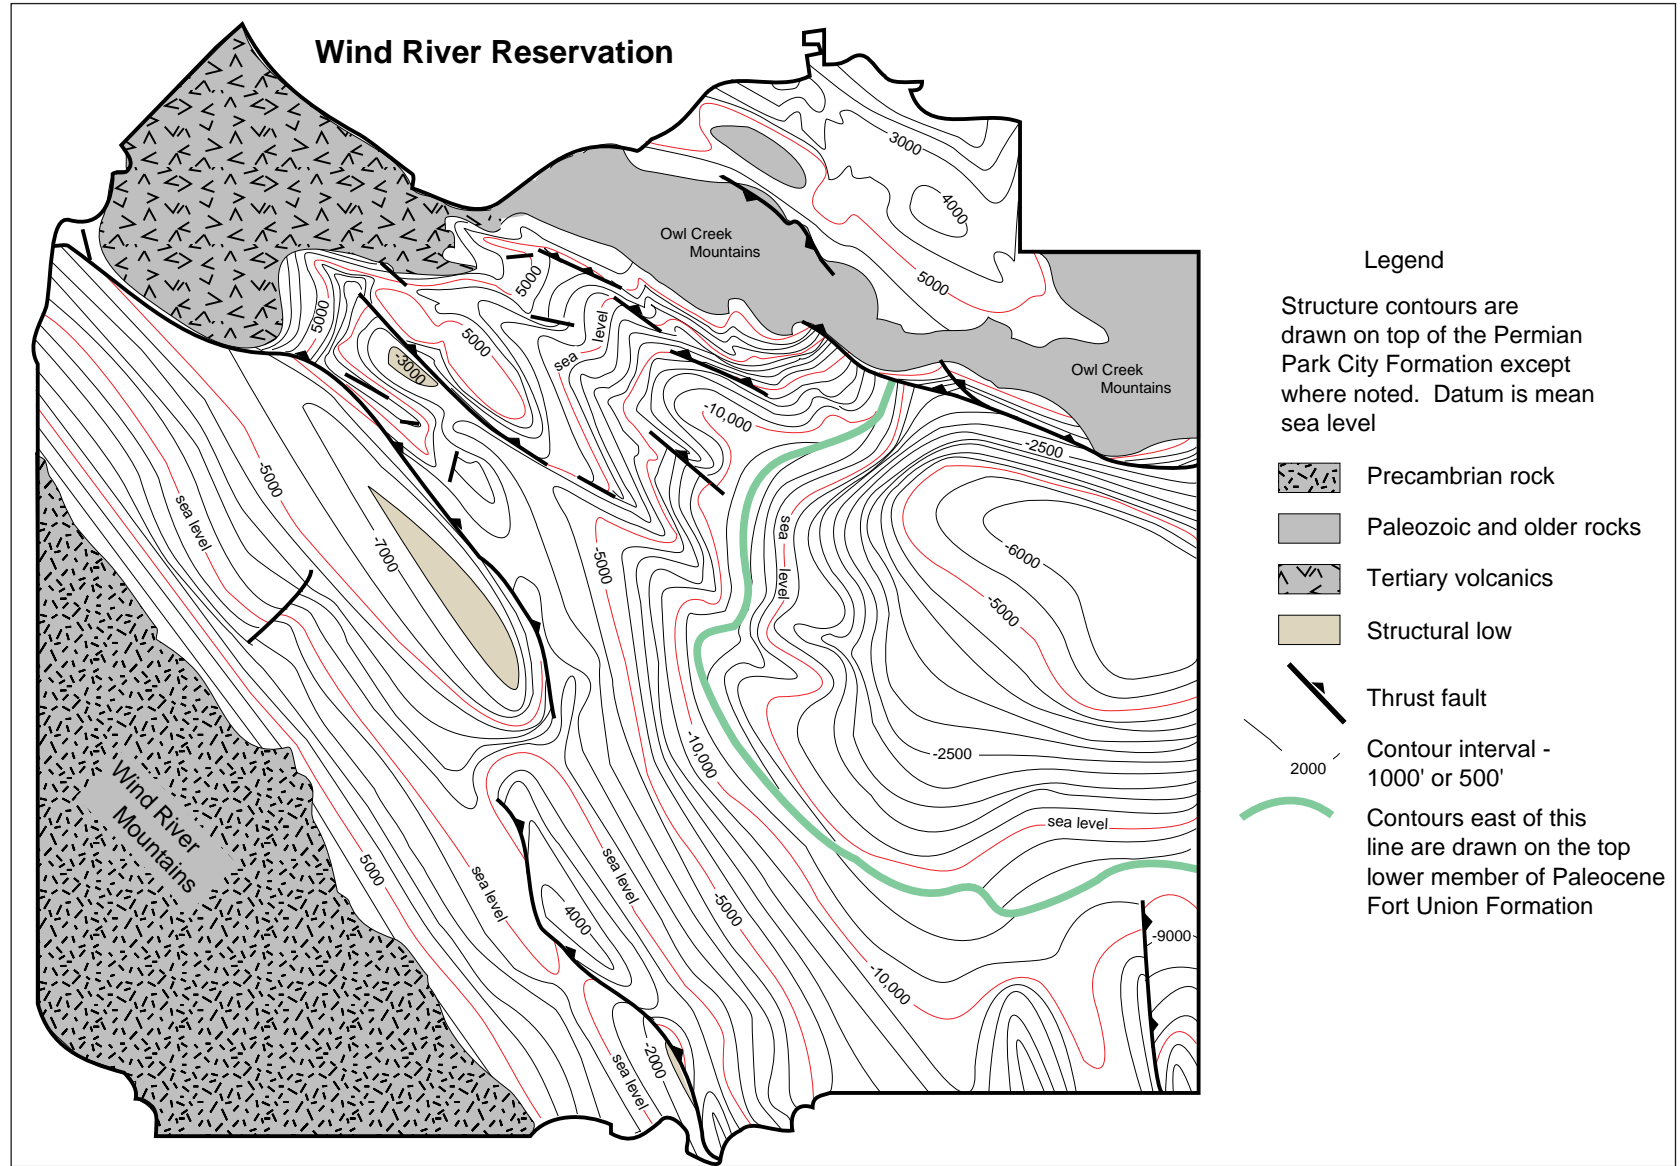 Wind River Reservation
3000
4000
5000
Owl Creek
Mountains
Owl Creek
Mountains
5000
5000
5000
sea level
-3000
-10,000
-2500
-5000
sea level
-7000
-5000
sea level
-6000
-5000
-2500
-10,000
sea level
Wind River
Mountains
5000
sea level
sea level
4000
-5000
-10,000
-9000
-2000
sea level
Legend
Structure contours are
drawn on top of the Permian
Park City Formation except
where noted. Datum is mean
sea level
Precambrian rock
Paleozoic and older rocks
Tertiary volcanics
Structural low
Thrust fault
2000
Contour interval -
1000' or 500'
Contours east of this
line are drawn on the top
lower member of Paleocene
Fort Union Formation